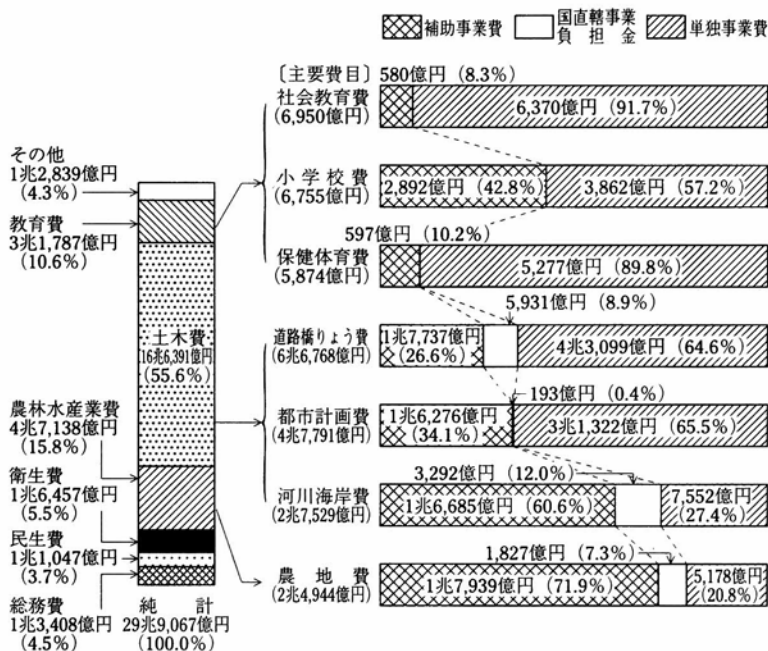 補助事業費
国直轄事業
負担金
単独事業費
〔主要費目〕
580億円 (8.3%)
社会教育費
(6,950億円)
6,370億円 (91.7%)
小学校費
(6,755億円)
2,892億円 (42.8%)
3,862億円 (57.2%)
597億円 (10.2%)
保健体育費
(5,874億円)
5,277億円 (89.8%)
5,931億円 (8.9%)
道路橋りょう費
(6兆6,768億円)
1兆7,737億円
(26.6%)
4兆3,099億円 (64.6%)
193億円 (0.4%)
都市計画費
(4兆7,791億円)
1兆6,276億円
(34.1%)
3兆1,322億円 (65.5%)
3,292億円 (12.0%)
河川海岸費
(2兆7,529億円)
1兆6,685億円 (60.6%)
7,552億円
(27.4%)
1,827億円 (7.3%)
農地費
(2兆4,944億円)
1兆7,939億円 (71.9%)
5,178億円
(20.8%)
その他
1兆2,839億円
(4.3%)
教育費
3兆1,787億円
(10.6%)
土木費
16兆6,391億円
(55.6%)
農林水産業費
4兆7,138億円
(15.8%)
衛生費
1兆6,457億円
(5.5%)
民生費
1兆1,047億円
(3.7%)
総務費
1兆3,408億円
(4.5%)
純計
29兆9,067億円
(100.0%)